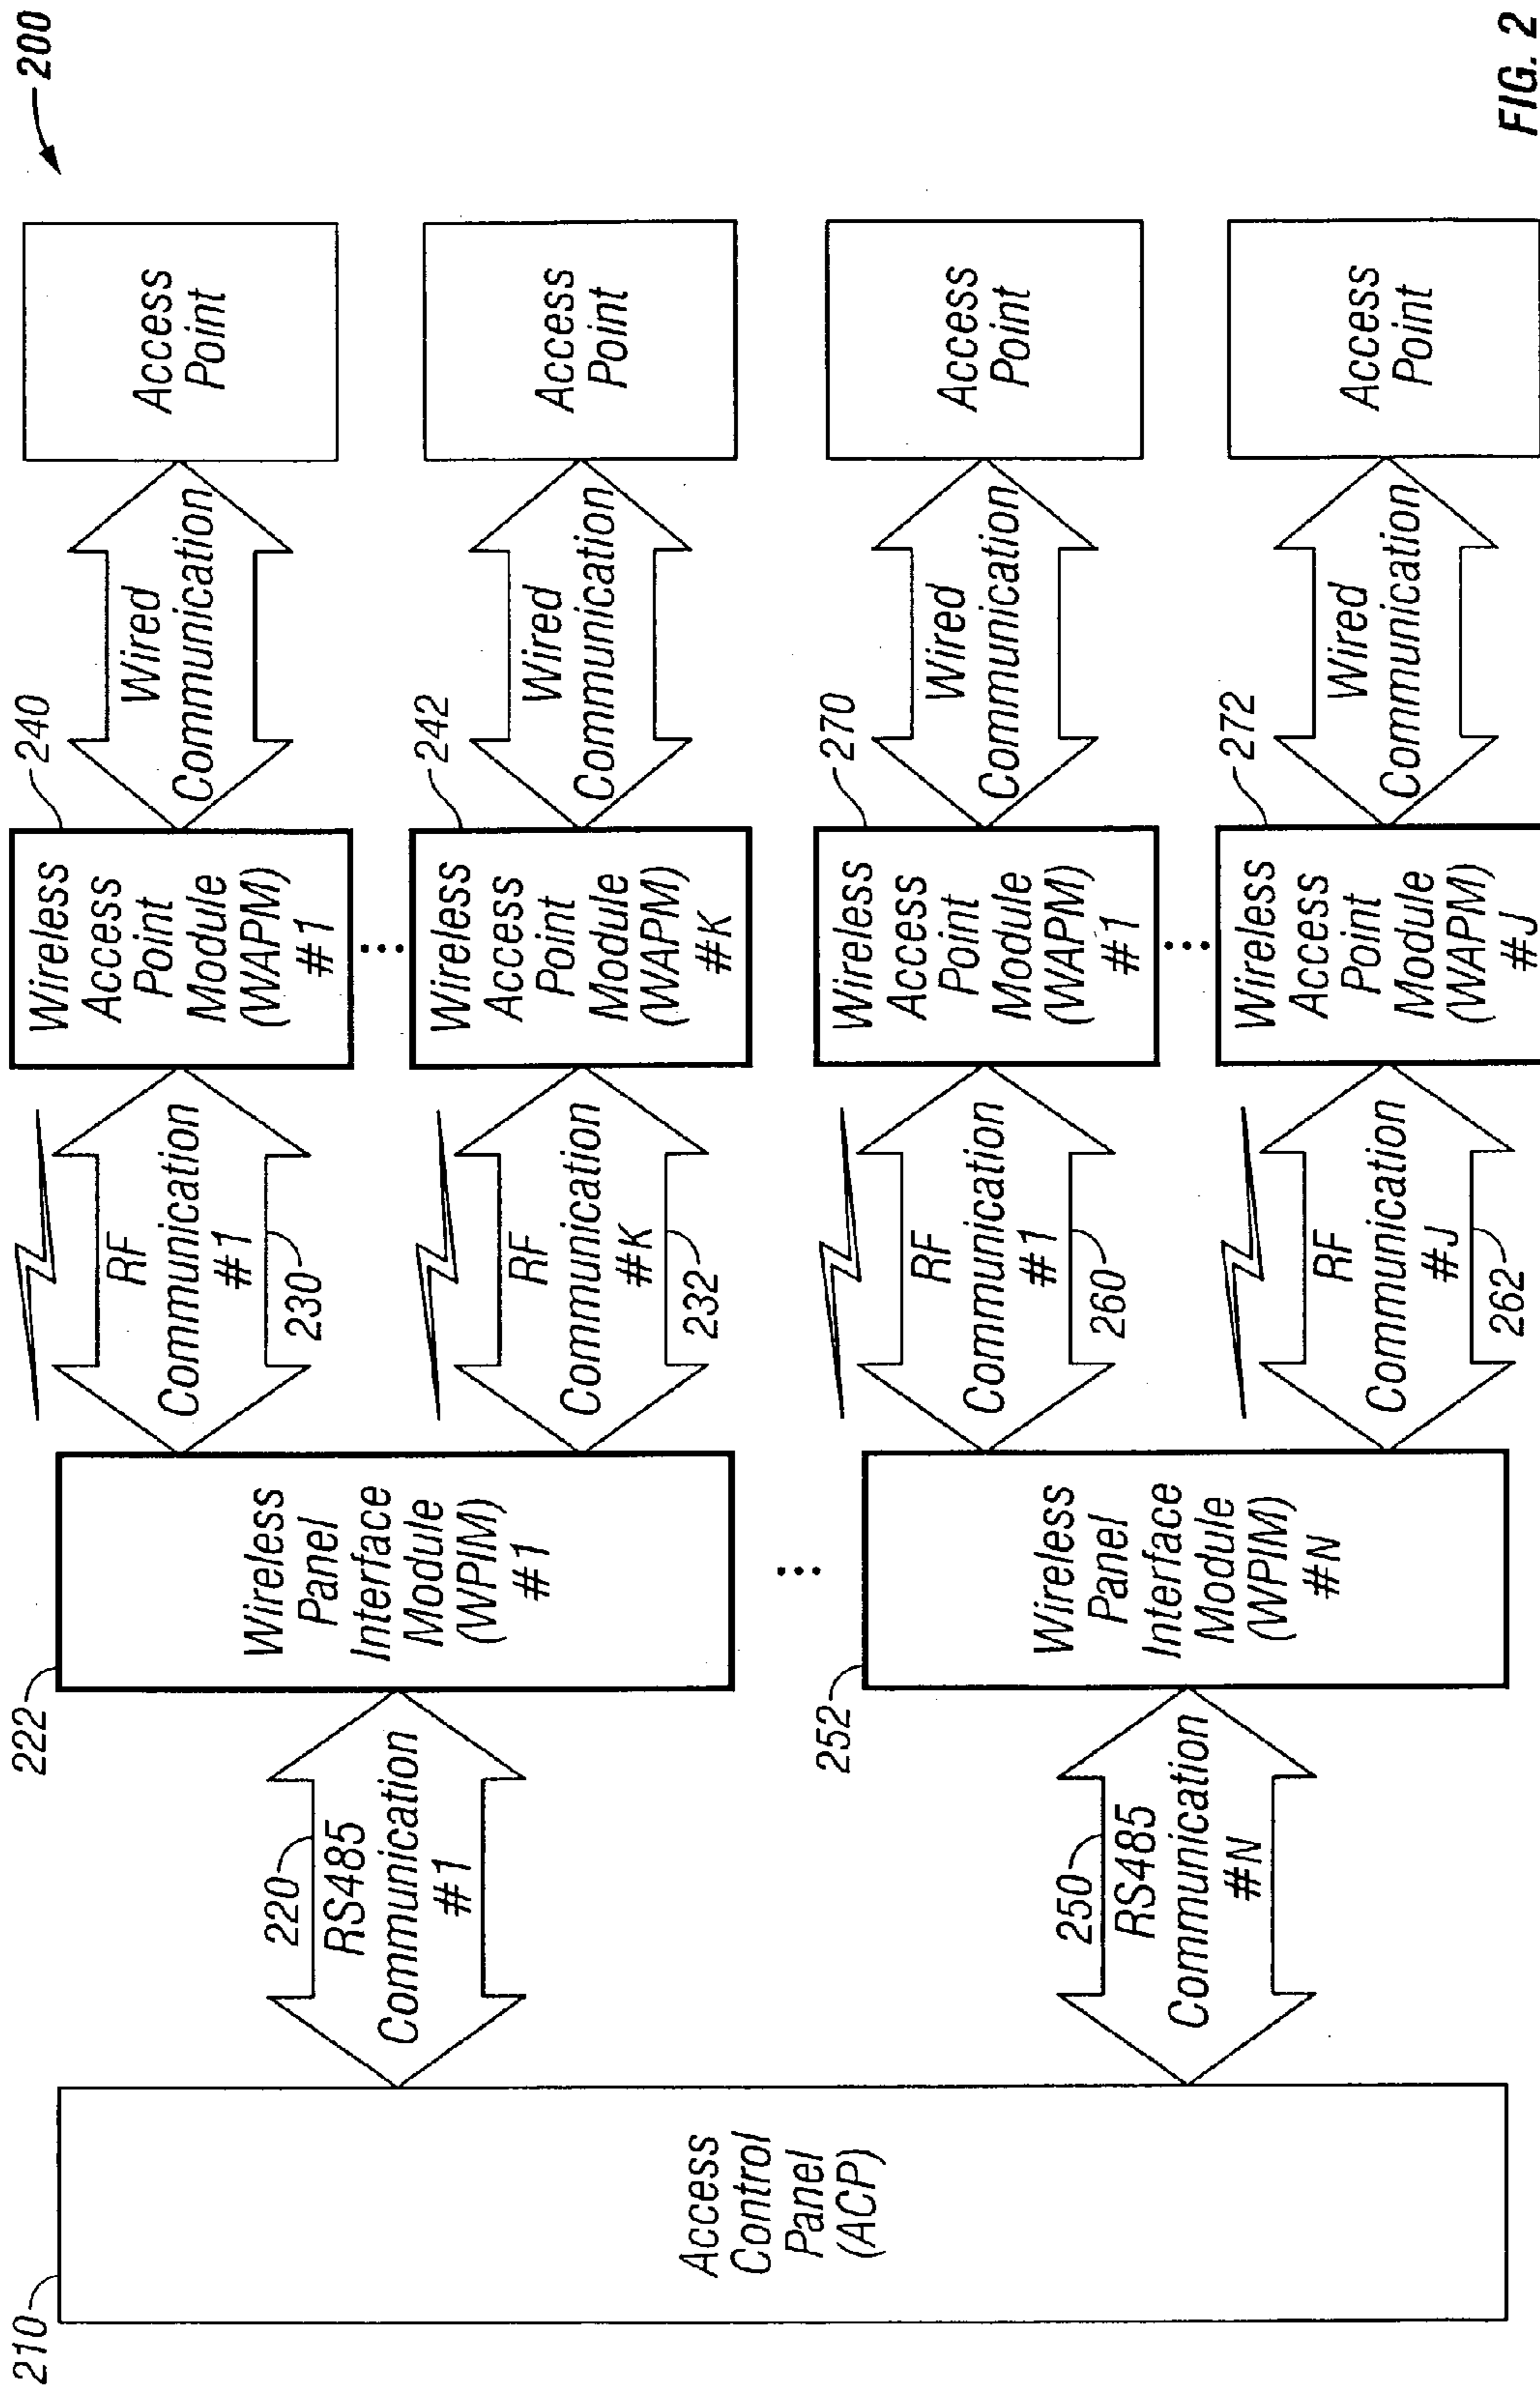 200
210
Access
Control
Panel
(ACP)
220
RS485
Communication
#1
222
Wireless
Panel
Interface
Module
(WPIM)
#1
RF
Communication
#1
230
240
Wireless
Access
Point
Module
(WAPM)
#1
Wired
Communication
Access
Point
RF
Communication
#K
232
242
Wireless
Access
Point
Module
(WAPM)
#K
Wired
Communication
Access
Point
250
RS485
Communication
#N
252
Wireless
Panel
Interface
Module
(WPIM)
#N
RF
Communication
#1
260
270
Wireless
Access
Point
Module
(WAPM)
#1
Wired
Communication
Access
Point
RF
Communication
#J
262
272
Wireless
Access
Point
Module
(WAPM)
#J
Wired
Communication
Access
Point
FIG. 2